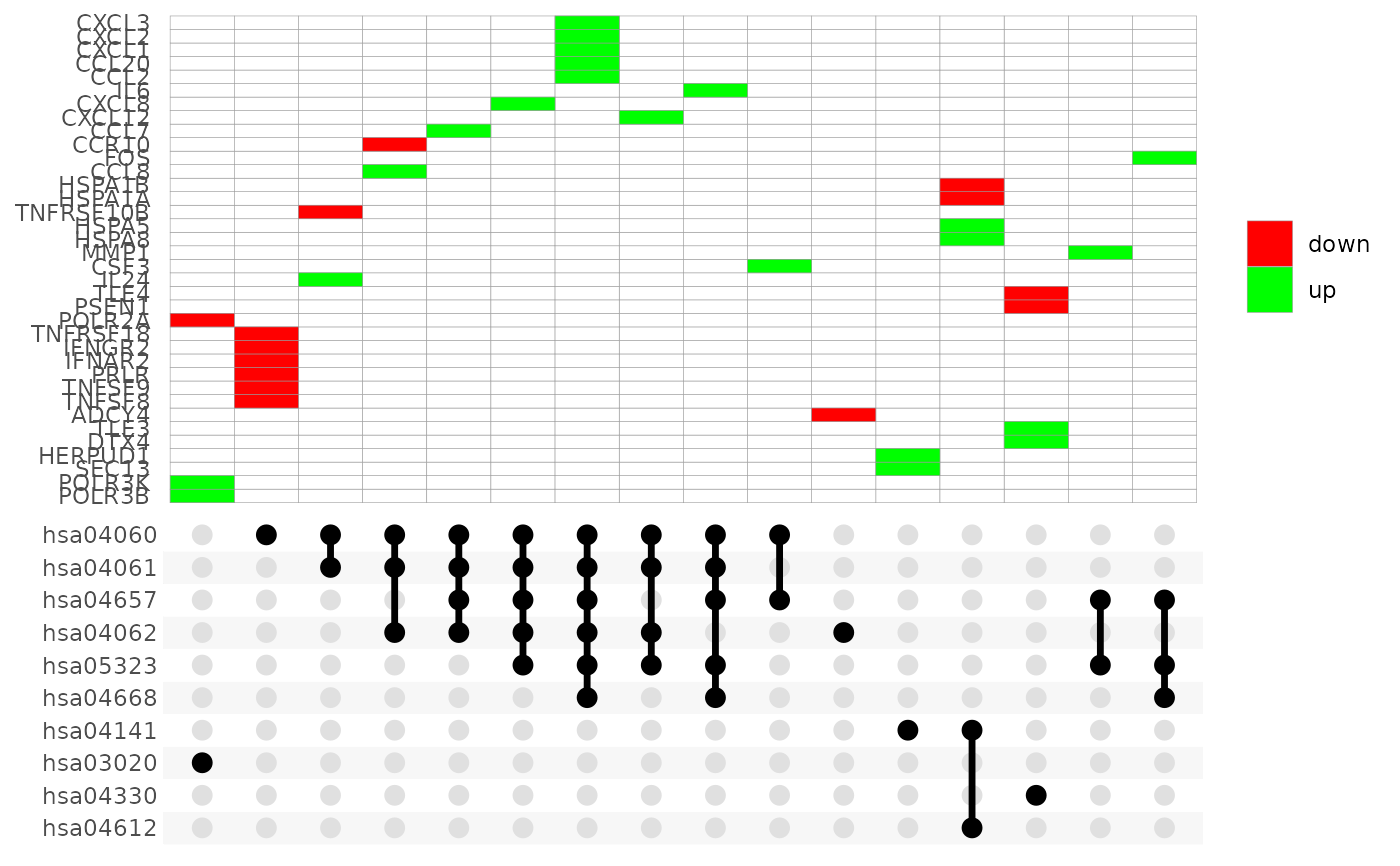 CXCL3
CXCL2
CXCL1
CCL20
CCL2
IL6
CXCL8
CXCL12
CCL7
CCR10
FOS
CCL8
HSPA1B
HSPA1A
TNFRSF10B
HSPA5
HSPA8
MMP1
CSF3
IL24
TLE4
PSEN1
POLR2A
TNFRSF18
IFNGR2
IFNAR2
PRLR
TNFSF9
TNFSF8
ADCY4
TLE3
DTX4
HERPUD1
SEC13
POLR3K
POLR3B
down
up
hsa04060
hsa04061
hsa04657
hsa04062
hsa05323
hsa04668
hsa04141
hsa03020
hsa04330
hsa04612